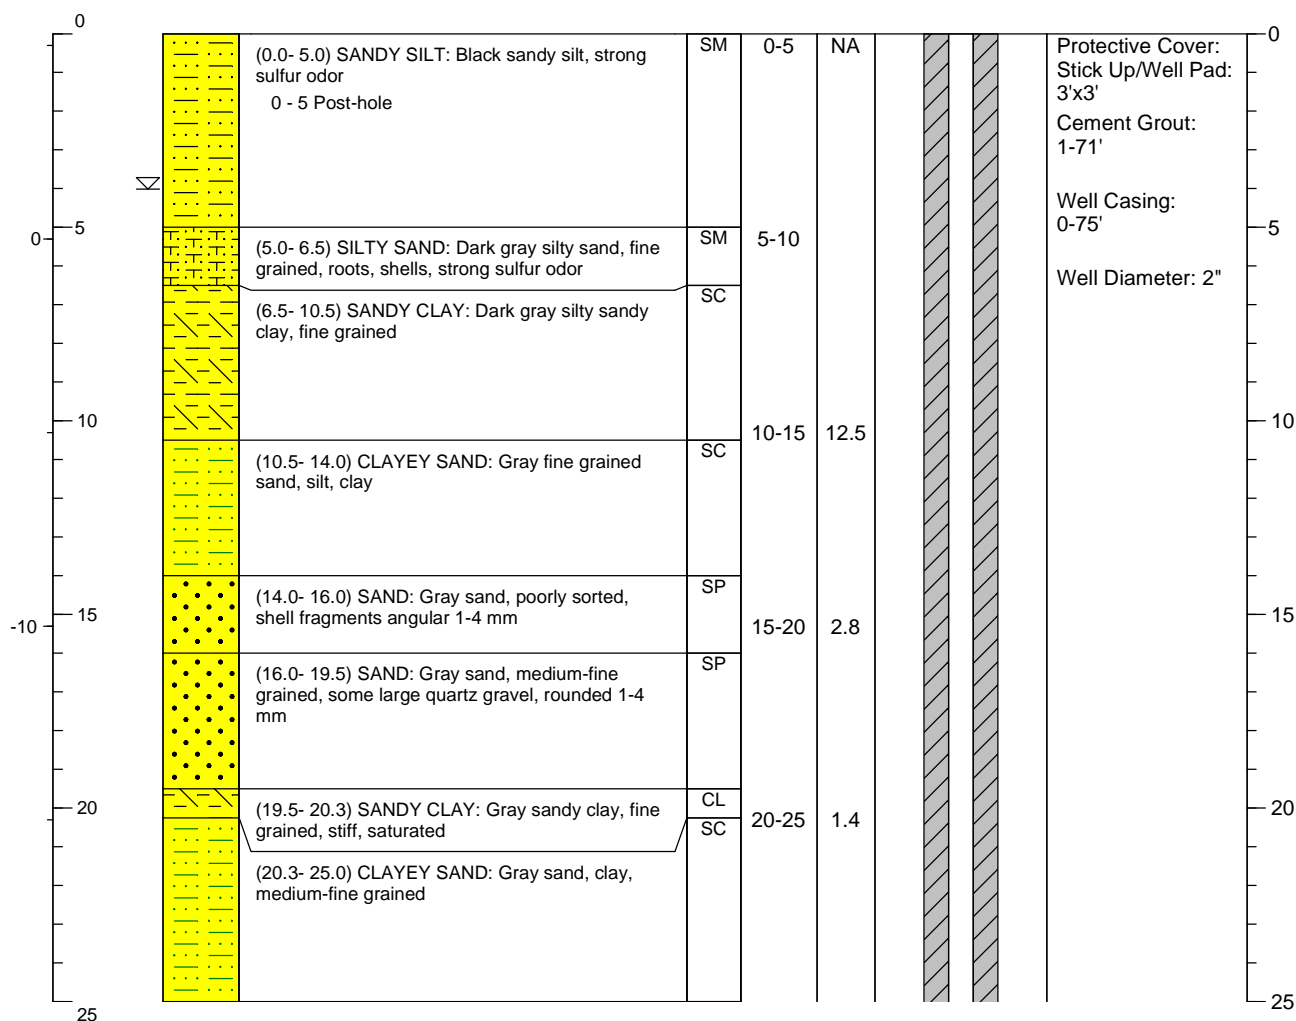 0
0
(0.0- 5.0) SANDY SILT: Black sandy silt, strong
sulfur odor
0 - 5 Post-hole
SM
0-5
NA
Protective Cover:
Stick Up/Well Pad:
3'x3'
Cement Grout:
1-71'
Well Casing:
0-75'
Well Diameter: 2"
0
5
(5.0- 6.5) SILTY SAND: Dark gray silty sand, fine
grained, roots, shells, strong sulfur odor
SM
5-10
5
(6.5- 10.5) SANDY CLAY: Dark gray silty sandy
clay, fine grained
SC
10
10-15
12.5
10
(10.5- 14.0) CLAYEY SAND: Gray fine grained
sand, silt, clay
SC
(14.0- 16.0) SAND: Gray sand, poorly sorted,
shell fragments angular 1-4 mm
SP
-10
15
15-20
2.8
15
(16.0- 19.5) SAND: Gray sand, medium-fine
grained, some large quartz gravel, rounded 1-4
mm
SP
20
(19.5- 20.3) SANDY CLAY: Gray sandy clay, fine
grained, stiff, saturated
CL
20-25
1.4
20
(20.3- 25.0) CLAYEY SAND: Gray sand, clay,
medium-fine grained
SC
25
25